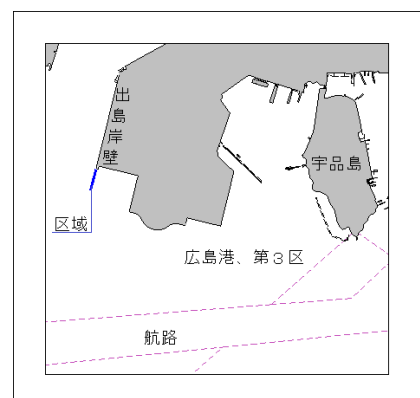 出島岸壁
宇品島
区域
広島港、第３区
航路